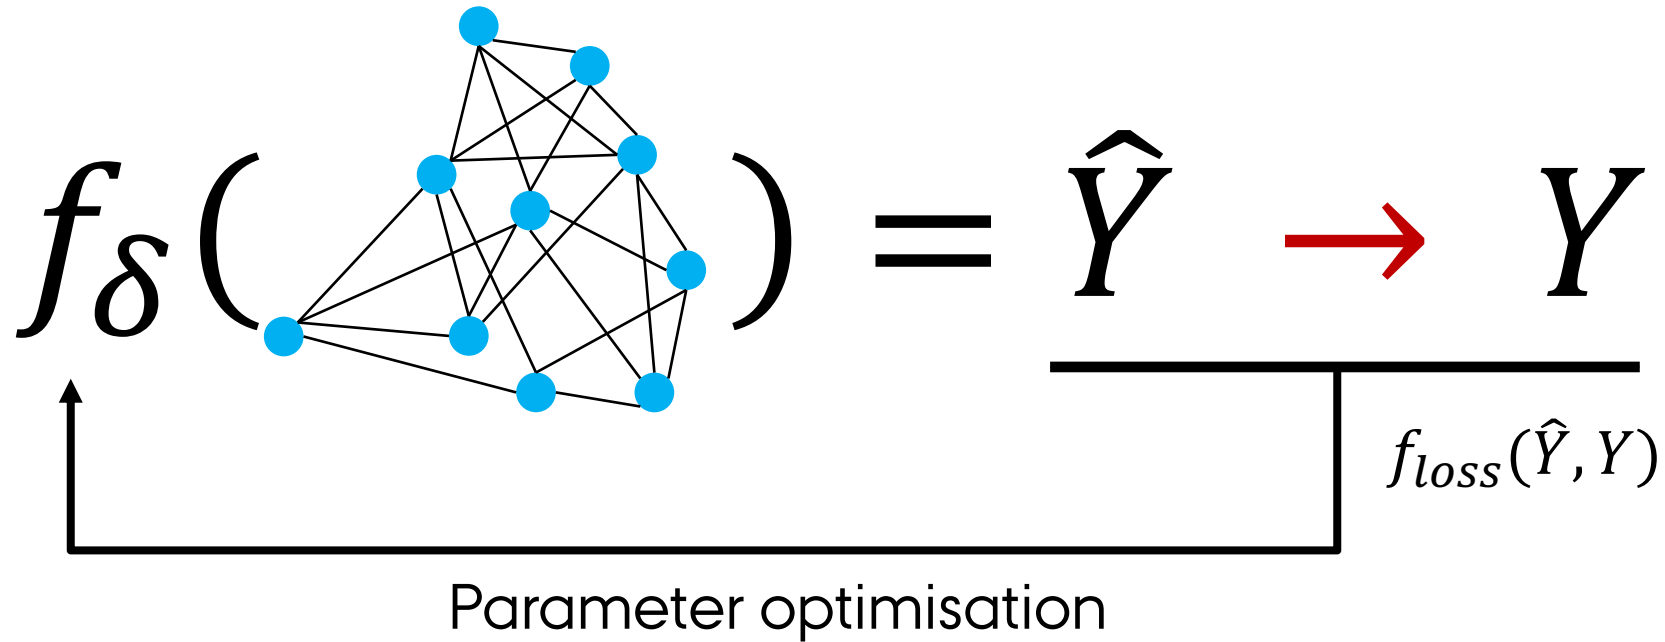 f_δ( ) = Ŷ → Y
f_loss(Ŷ, Y)
Parameter optimisation